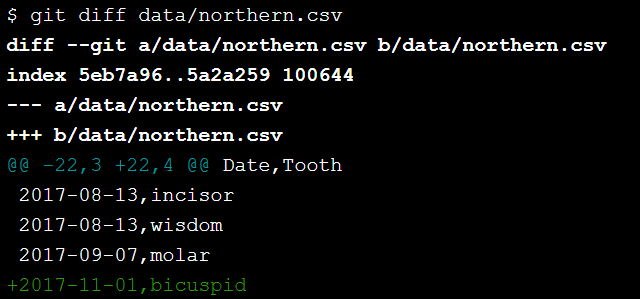 $ git diff data/northern.csv
diff --git a/data/northern.csv b/data/northern.csv
index 5eb7a96..5a2a259 100644
--- a/data/northern.csv
+++ b/data/northern.csv
@@ -22,3 +22,4 @@ Date,Tooth
 2017-08-13,incisor
 2017-08-13,wisdom
 2017-09-07,molar
+2017-11-01,bicuspid